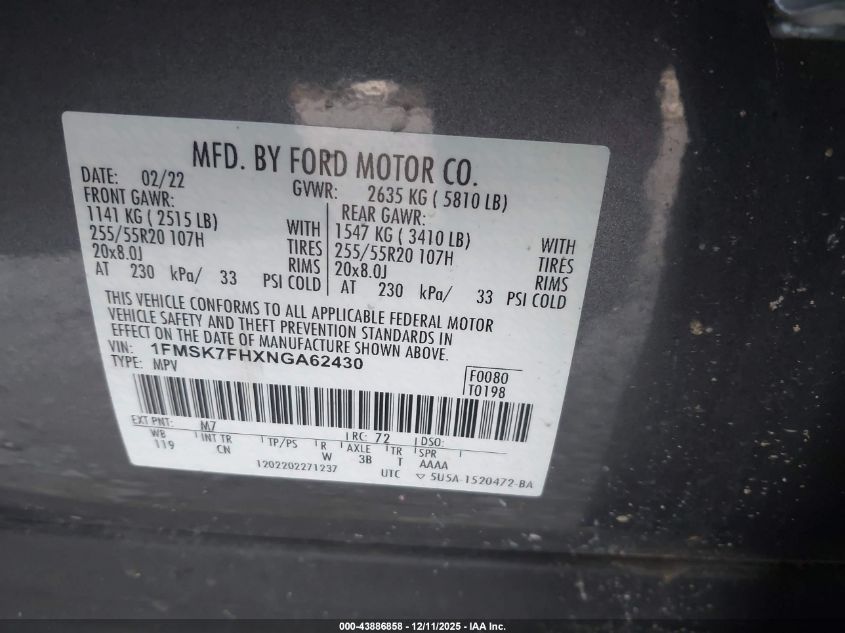 MFD. BY FORD MOTOR CO.
DATE: 02/22 GVWR: 2635 KG ( 5810 LB)
FRONT GAWR: REAR GAWR:
1141 KG ( 2515 LB) WITH 1547 KG ( 3410 LB) WITH
255/55R20 107H TIRES 255/55R20 107H TIRES
20x8.0J RIMS 20x8.0J RIMS
AT 230 kPa/ 33 PSI COLD AT 230 kPa/ 33 PSI COLD
THIS VEHICLE CONFORMS TO ALL APPLICABLE FEDERAL MOTOR
VEHICLE SAFETY AND THEFT PREVENTION STANDARDS IN
EFFECT ON THE DATE OF MANUFACTURE SHOWN ABOVE.
VIN: 1FMSK7FHXNGA62430
TYPE: MPV
F0080
T0198
EXT PNT: M7 RC: 72 DSO:
WB INT TR TP/PS R AXLE TR SPR
119 CN W 3B T AAAA
1202202271237 UTC ▽ 5U5A-1520472-BA
000-43886858 - 12/11/2025 - IAA Inc.